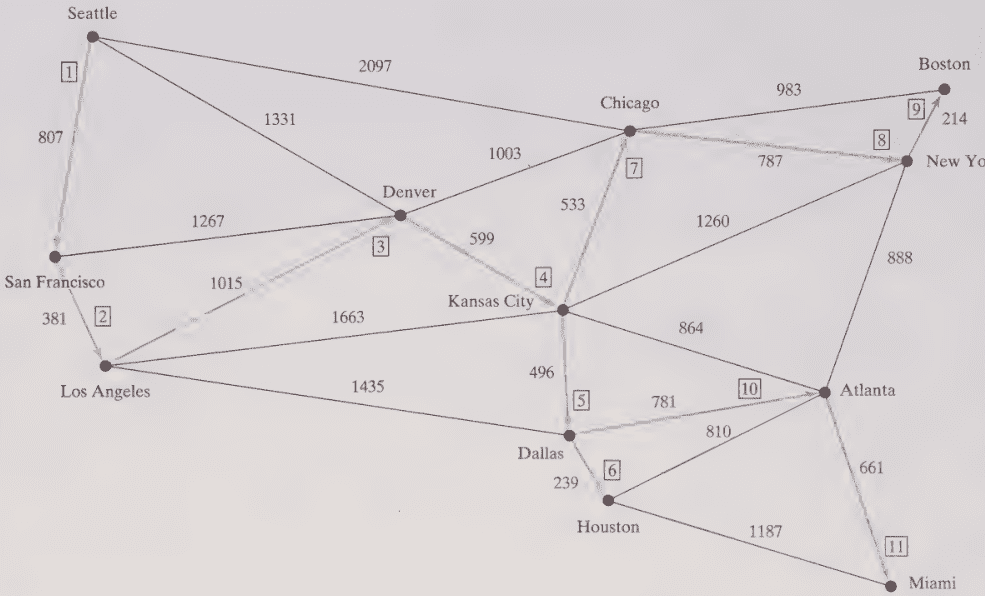 Seattle
1
2097
Boston
983
Chicago
9
214
807
1331
8
1003
787
New Yo
7
Denver
533
1267
1260
3
599
888
San Francisco
1015
4
Kansas City
381
2
1663
864
496
Los Angeles
1435
10
Atlanta
5
781
810
Dallas
239
6
661
Houston
1187
11
Miami